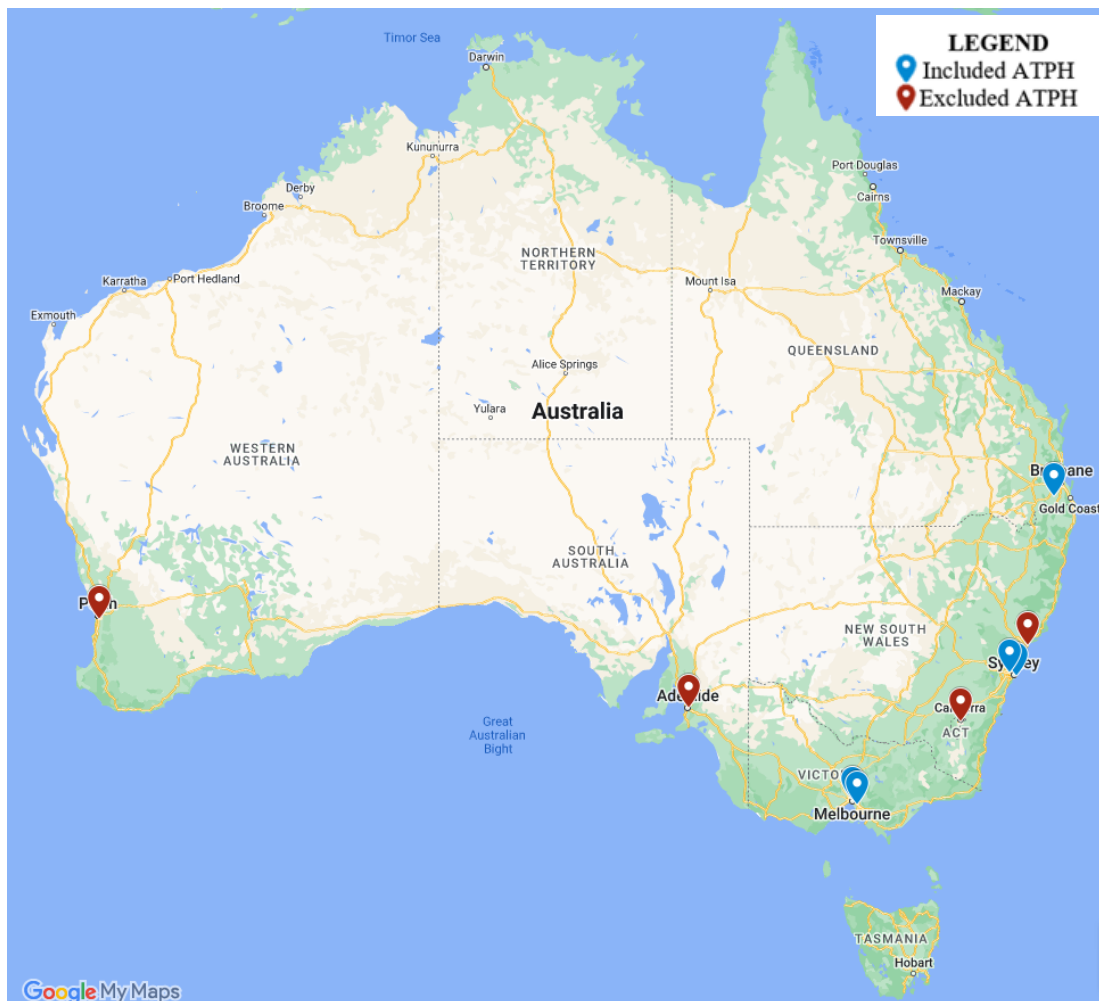 LEGEND
Included ATPH
Excluded ATPH
Timor Sea
Darwin
Kununurra
Port Douglas
Cairns
Derby
Broome
Townsville
NORTHERN
TERRITORY
Karratha
Port Hedland
Mount Isa
Mackay
Exmouth
QUEENSLAND
Alice Springs
Yulara
Australia
WESTERN
AUSTRALIA
Gold Coast
SOUTH
AUSTRALIA
NEW SOUTH
WALES
Great
Australian
Bight
ACT
Melbourne
TASMANIA
Hobart
Google My Maps